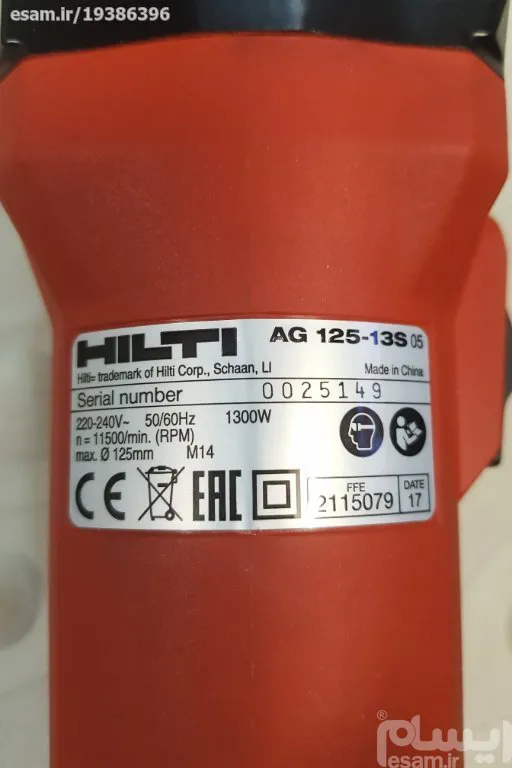 esam.ir/19386396
HILTI AG 125-13S 05
Hilti= trademark of Hilti Corp., Schaan, LI Made in China
Serial number 0025149
220-240V~ 50/60Hz 1300W
n = 11500/min. (RPM)
max. Ø 125mm M14
CE EAC
FFE DATE
2115079 17
ایسام®
esam.ir